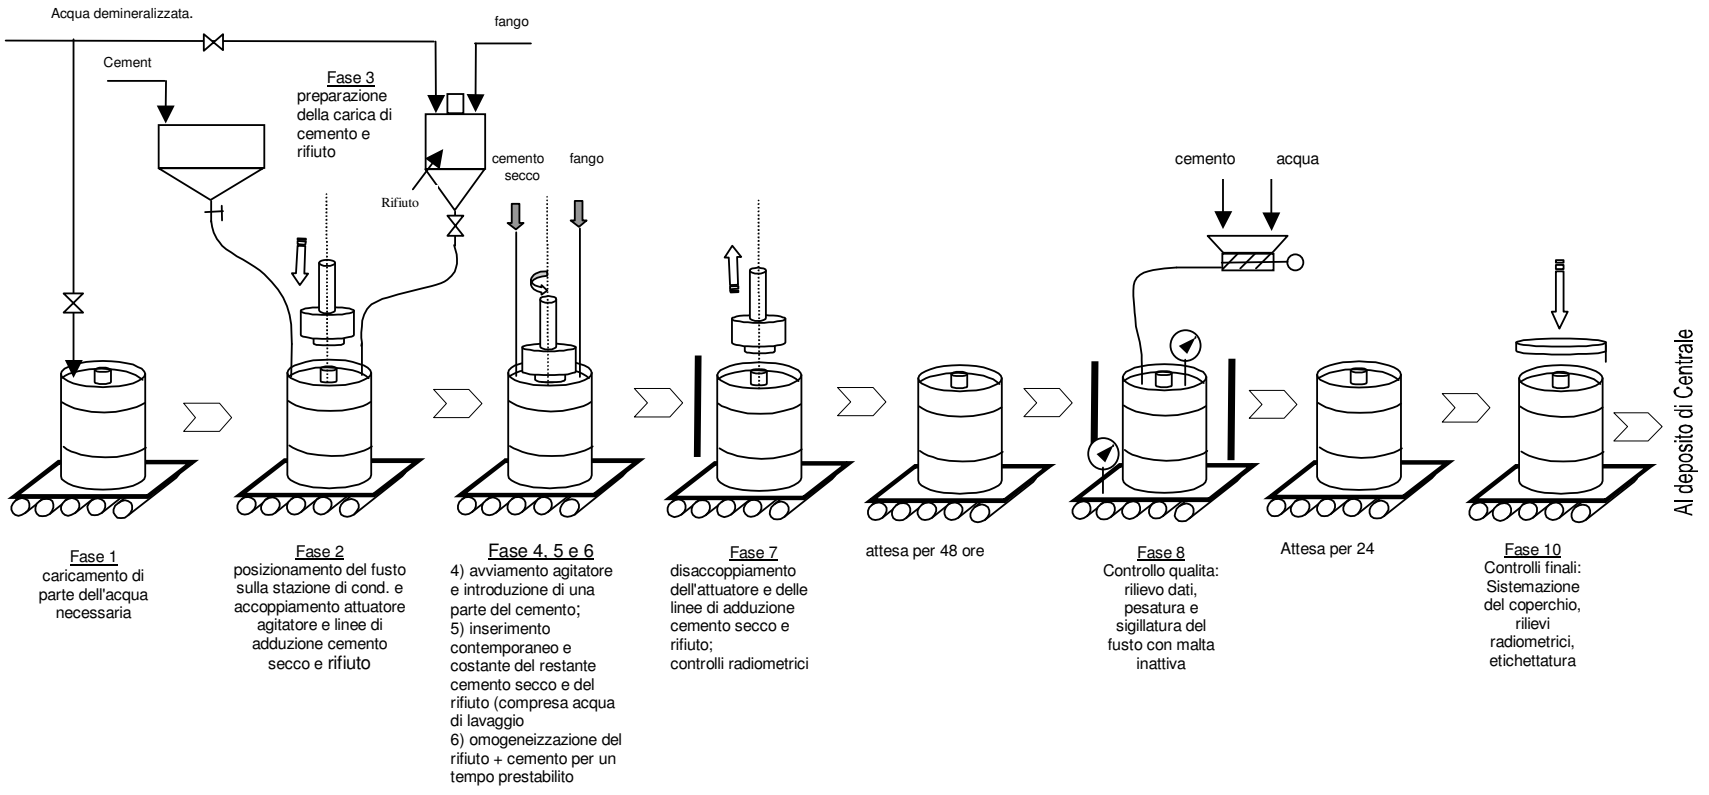 Acqua demineralizzata.
fango
Cement
Fase 3
preparazione
della carica di
cemento e
rifiuto
Rifiuto
cemento
secco
fango
cemento
acqua
Fase 1
caricamento di
parte dell'acqua
necessaria
Fase 2
posizionamento del fusto
sulla stazione di cond. e
accoppiamento attuatore
agitatore e linee di
adduzione cemento
secco e rifiuto
Fase 4, 5 e 6
4) avviamento agitatore
e introduzione di una
parte del cemento;
5) inserimento
contemporaneo e
costante del restante
cemento secco e del
rifiuto (compresa acqua
di lavaggio
6) omogeneizzazione del
rifiuto + cemento per un
tempo prestabilito
Fase 7
disaccoppiamento
dell'attuatore e delle
linee di adduzione
cemento secco e
rifiuto;
controlli radiometrici
attesa per 48 ore
Fase 8
Controllo qualita:
rilievo dati,
pesatura e
sigillatura del
fusto con malta
inattiva
Attesa per 24
Fase 10
Controlli finali:
Sistemazione
del coperchio,
rilievi
radiometrici,
etichettatura
Al deposito di Centrale